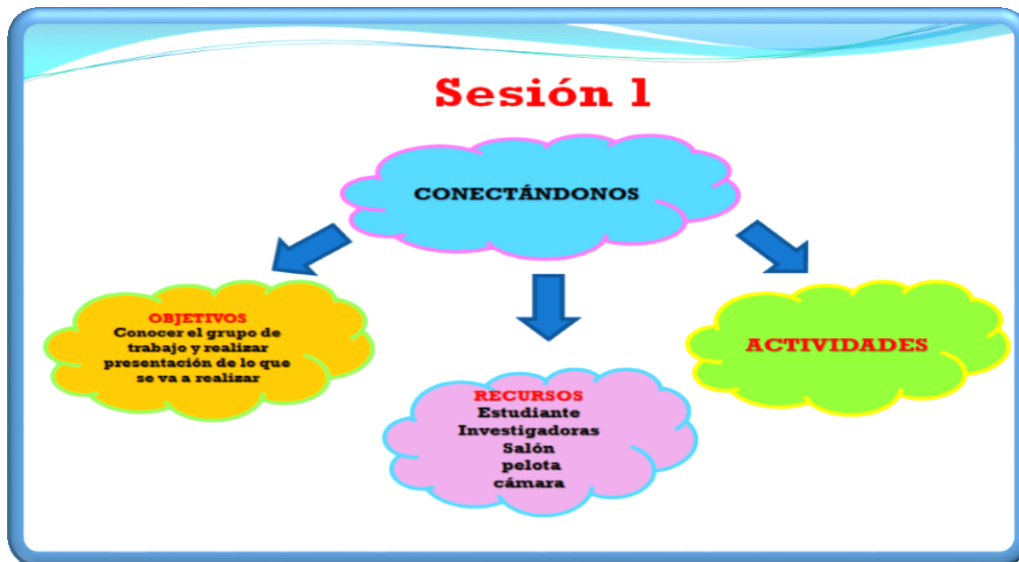 Sesión 1
CONECTÁNDONOS
OBJETIVOS
Conocer el grupo de
trabajo y realizar
presentación de lo que
se va a realizar
RECURSOS
Estudiante
Investigadoras
Salón
pelota
cámara
ACTIVIDADES